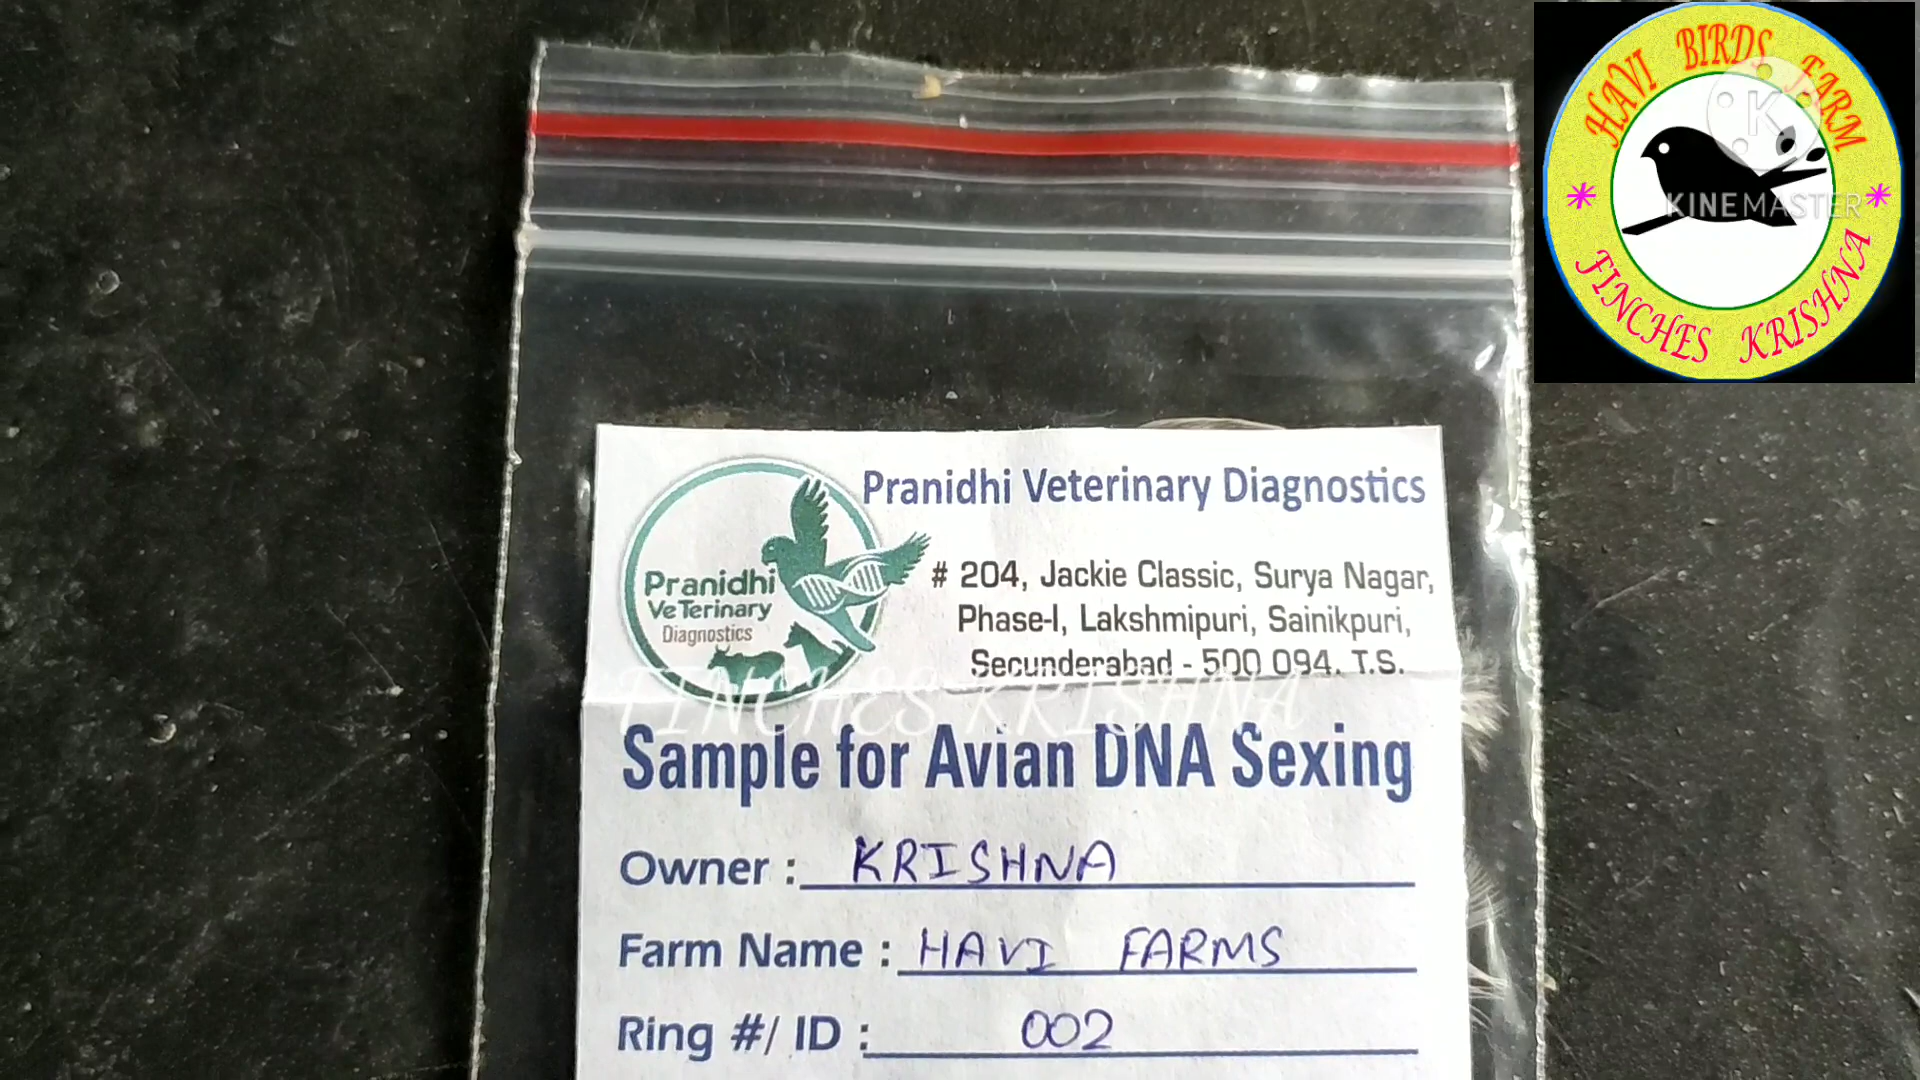 HAVI BIRDS FARM
K
KINEMASTER
FINCHES KRISHNA
Pranidhi Veterinary Diagnostics
Pranidhi
VeTerinary
Diagnostics
# 204, Jackie Classic, Surya Nagar,
Phase-I, Lakshmipuri, Sainikpuri,
Secunderabad - 500 094. T.S.
FINCHES KRISHNA
Sample for Avian DNA Sexing
Owner : KRISHNA
Farm Name : HAVI FARMS
Ring #/ ID : 002